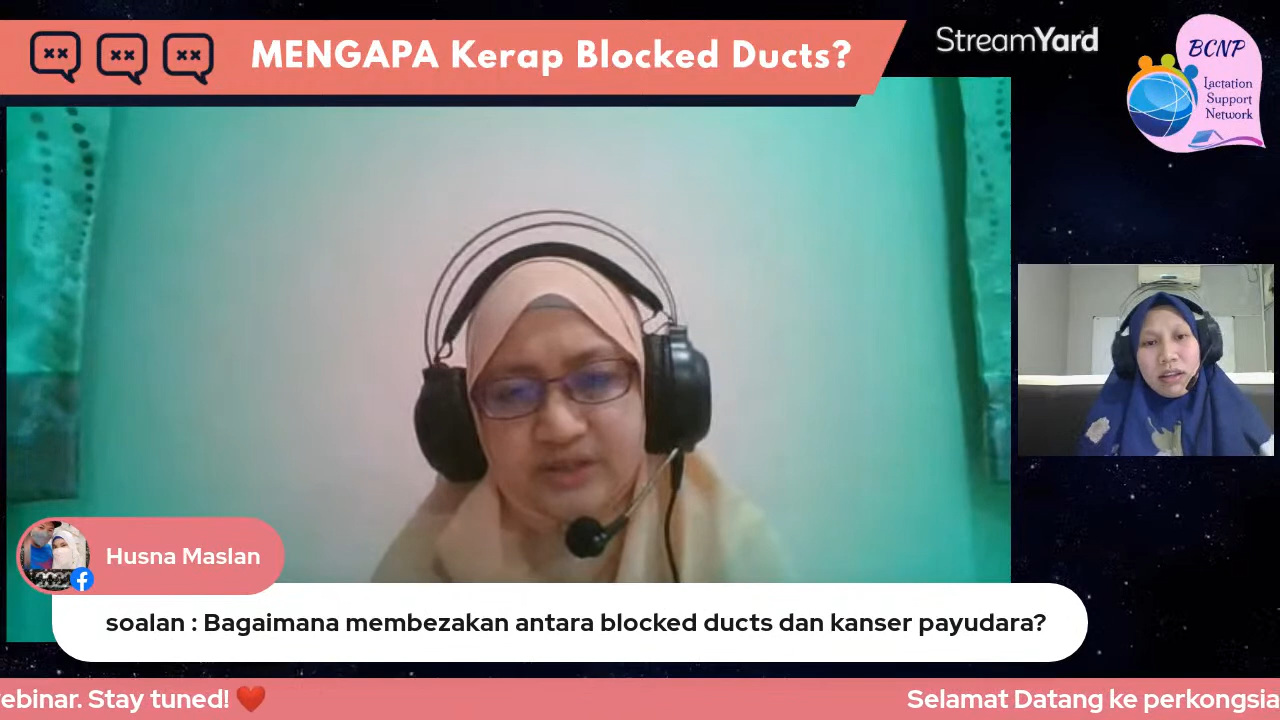 MENGAPA Kerap Blocked Ducts?
StreamYard
BCNP
Lactation
Support
Network
Husna Maslan
soalan : Bagaimana membezakan antara blocked ducts dan kanser payudara?
ebinar. Stay tuned! ❤️
Selamat Datang ke perkongsia